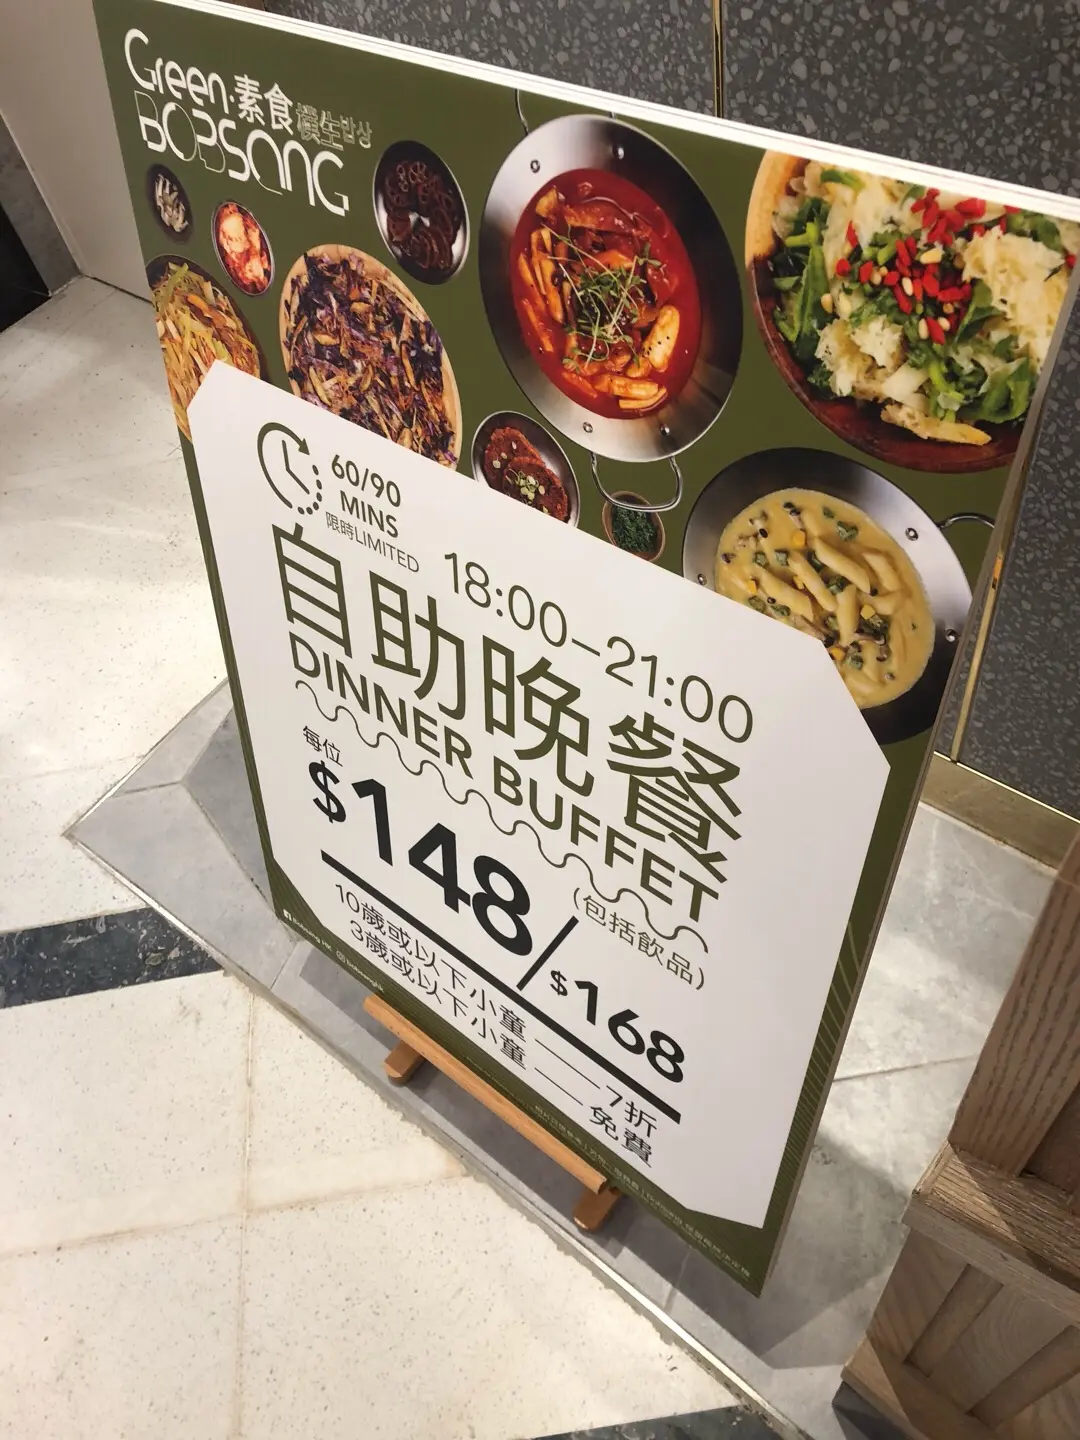 Green·素食
BOBSANG 樸生밥상
60/90
MINS
限時LIMITED
18:00–21:00
自助晚餐
DINNER BUFFET
每位
$148/$168
(包括飲品)
10歲或以下小童 —— 7折
3歲或以下小童 —— 免費
Bobsang HK
bobsanghk